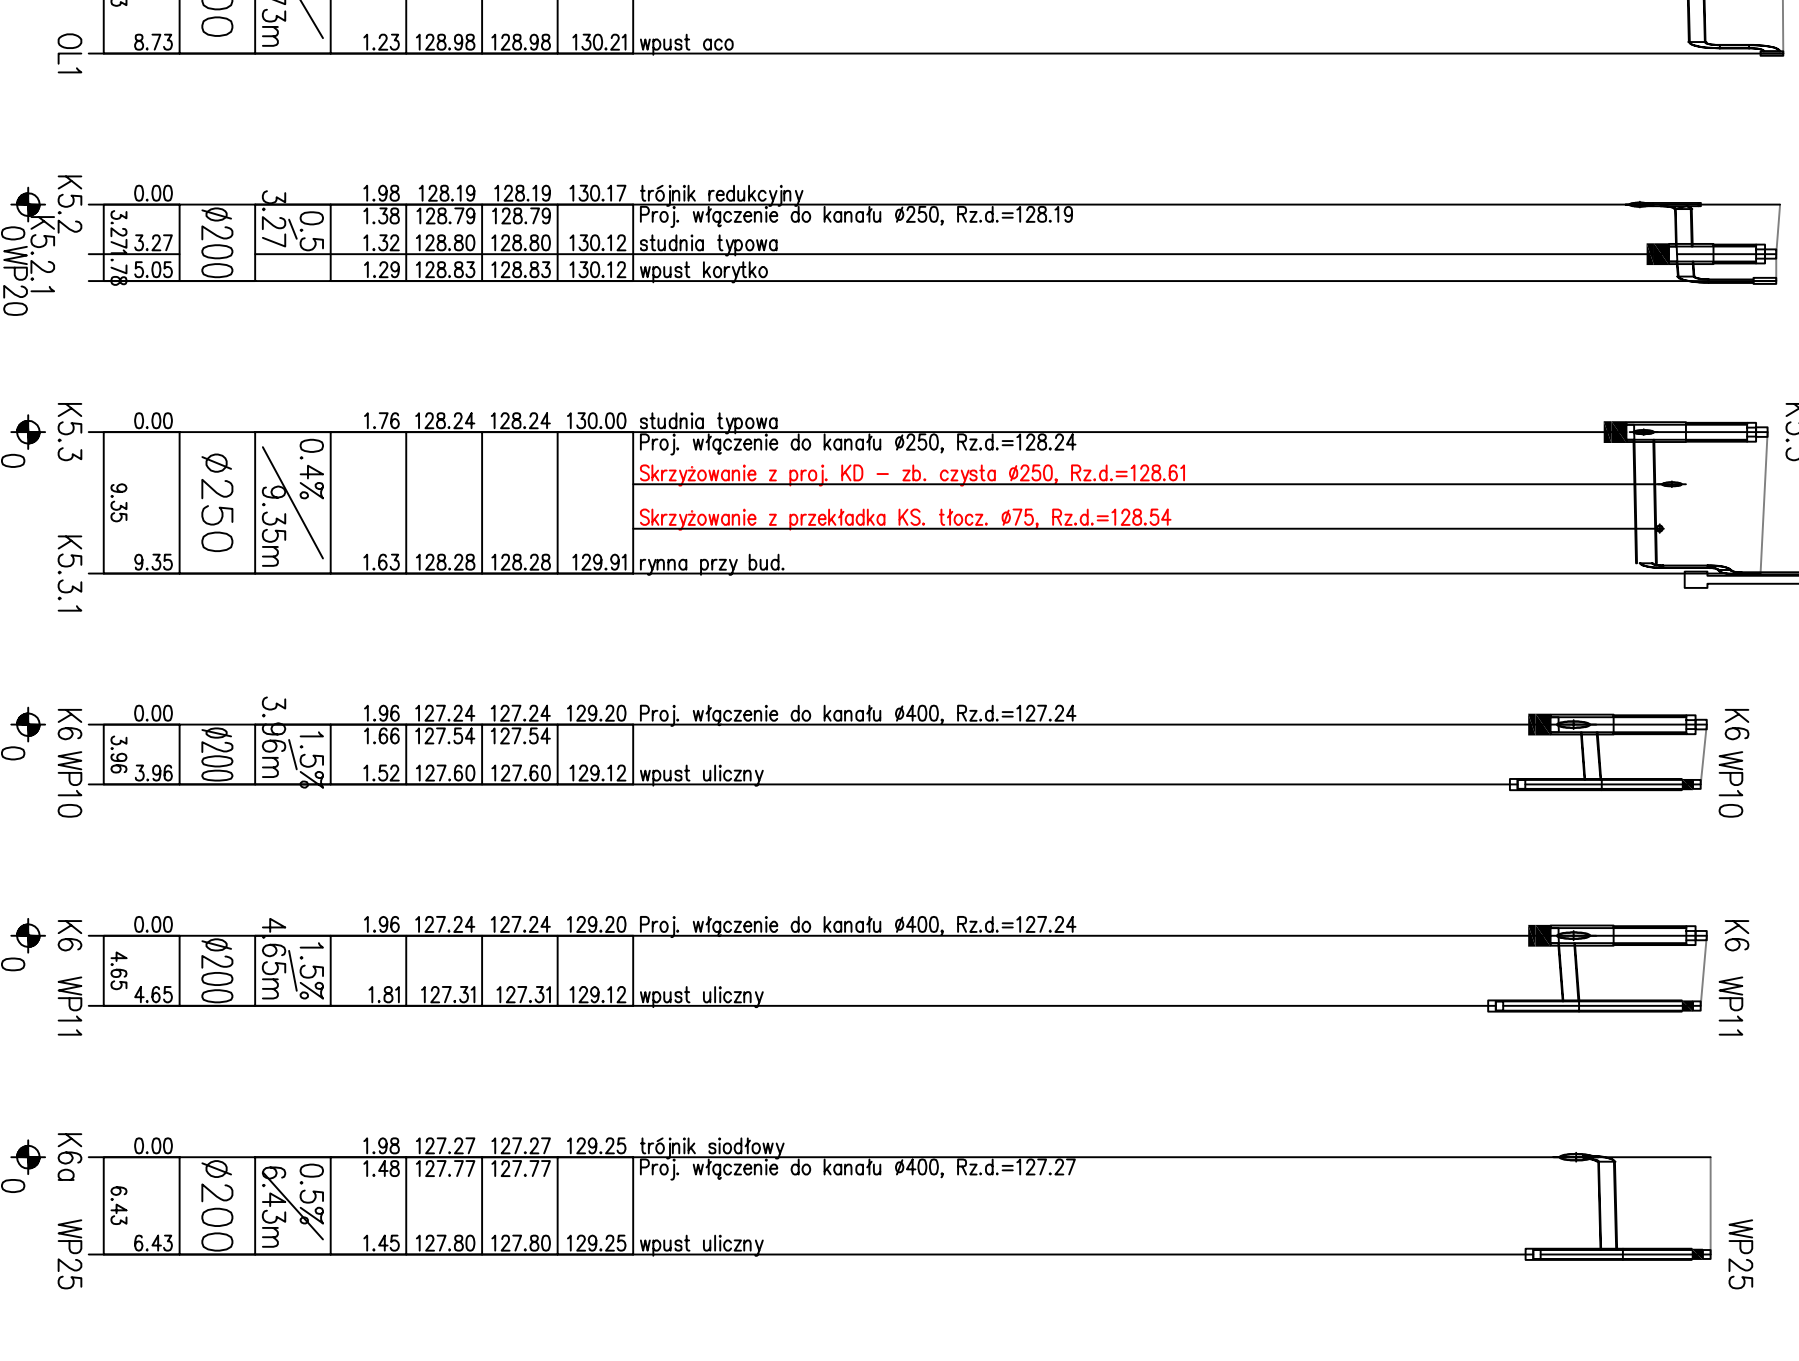 OL1
8.73
73m
1.23 128.98 128.98 130.21 wpust aco
K5.2
0.00 1.98 128.19 128.19 130.17 trójnik redukcyjny
1.38 128.79 128.79 Proj. włączenie do kanału ø250, Rz.d.=128.19
K5.2.1
3.27 3.27 Ø200 0.5 3.27 1.32 128.80 128.80 130.12 studnia typowa
0 WP20
1.78 5.05 1.29 128.83 128.83 130.12 wpust korytko
K5.3
0.00 1.76 128.24 128.24 130.00 studnia typowa
Proj. włączenie do kanału ø250, Rz.d.=128.24
0
9.35 Ø250 0.4% 9.35m
Skrzyżowanie z proj. KD – zb. czysta ø250, Rz.d.=128.61
Skrzyżowanie z przekładka KS. tłocz. ø75, Rz.d.=128.54
K5.3.1
9.35 1.63 128.28 128.28 129.91 rynna przy bud.
K6 WP10
0.00 1.96 127.24 127.24 129.20 Proj. włączenie do kanału ø400, Rz.d.=127.24
K6 WP10
1.66 127.54 127.54
0
3.96 3.96 ø200 1.5% 3.96m 1.52 127.60 127.60 129.12 wpust uliczny
K6 WP11
0.00 1.96 127.24 127.24 129.20 Proj. włączenie do kanału ø400, Rz.d.=127.24
K6 WP11
0
4.65 4.65 Ø200 1.5% 4.65m 1.81 127.31 127.31 129.12 wpust uliczny
K6a WP25
0.00 1.98 127.27 127.27 129.25 trójnik siodłowy
1.48 127.77 127.77 Proj. włączenie do kanału ø400, Rz.d.=127.27
0
6.43 6.43 Ø200 0.5% 6.43m 1.45 127.80 127.80 129.25 wpust uliczny
WP25